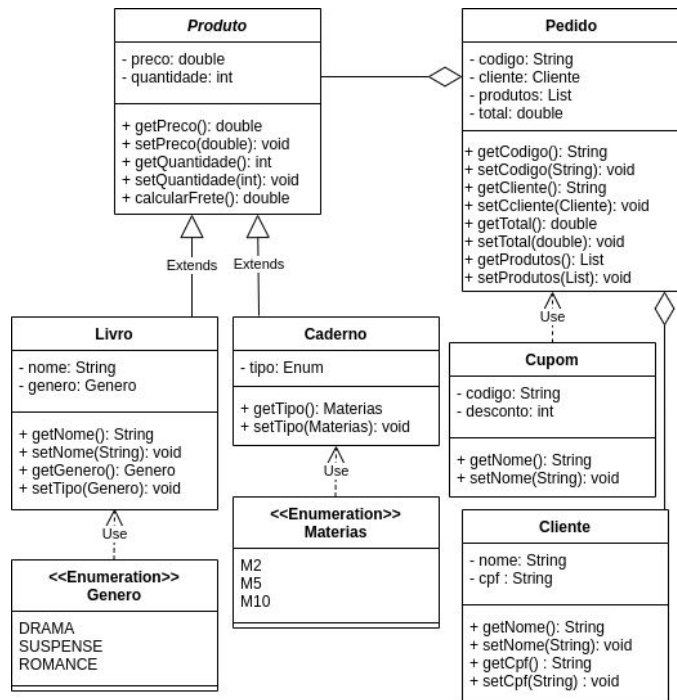 Produto
- preco: double
- quantidade: int
+ getPreco(): double
+ setPreco(double): void
+ getQuantidade(): int
+ setQuantidade(int): void
+ calcularFrete(): double
Pedido
- codigo: String
- cliente: Cliente
- produtos: List
- total: double
+ getCodigo(): String
+ setCodigo(String): void
+ getCliente(): String
+ setCcliente(Cliente): void
+ getTotal(): double
+ setTotal(double): void
+ getProdutos(): List
+ setProdutos(List): void
Extends
Extends
Use
Livro
- nome: String
- genero: Genero
+ getNome(): String
+ setNome(String): void
+ getGenero(): Genero
+ setTipo(Genero): void
Caderno
- tipo: Enum
+ getTipo(): Materias
+ setTipo(Materias): void
Cupom
- codigo: String
- desconto: int
+ getNome(): String
+ setNome(String): void
Use
Use
<<Enumeration>>
Genero
DRAMA
SUSPENSE
ROMANCE
<<Enumeration>>
Materias
M2
M5
M10
Cliente
- nome: String
- cpf : String
+ getNome(): String
+ setNome(String): void
+ getCpf() : String
+ setCpf(String) : void